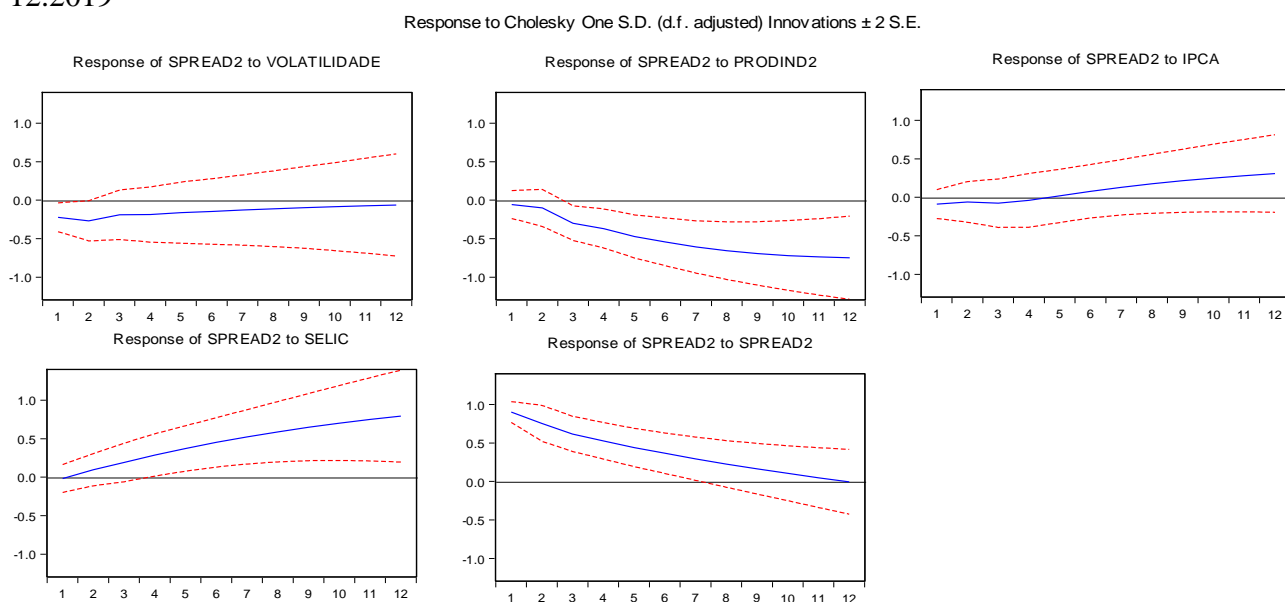 12.2019
Response to Cholesky One S.D. (d.f. adjusted) Innovations ± 2 S.E.
Response of SPREAD2 to VOLATILIDADE
1.0
0.5
0.0
-0.5
-1.0
1 2 3 4 5 6 7 8 9 10 11 12
Response of SPREAD2 to PRODIND2
1.0
0.5
0.0
-0.5
-1.0
1 2 3 4 5 6 7 8 9 10 11 12
Response of SPREAD2 to IPCA
1.0
0.5
0.0
-0.5
-1.0
1 2 3 4 5 6 7 8 9 10 11 12
Response of SPREAD2 to SELIC
1.0
0.5
0.0
-0.5
-1.0
1 2 3 4 5 6 7 8 9 10 11 12
Response of SPREAD2 to SPREAD2
1.0
0.5
0.0
-0.5
-1.0
1 2 3 4 5 6 7 8 9 10 11 12